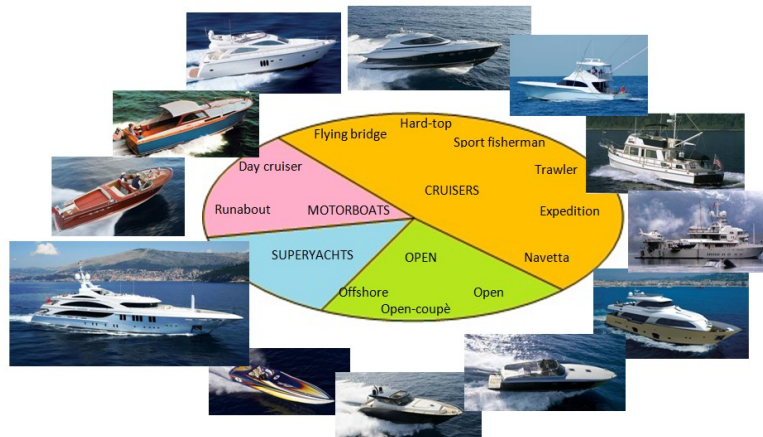 Hard-top
Flying bridge
Sport fisherman
Day cruiser
Trawler
CRUISERS
Runabout
MOTORBOATS
Expedition
SUPERYACHTS
OPEN
Navetta
Offshore
Open
Open-coupè